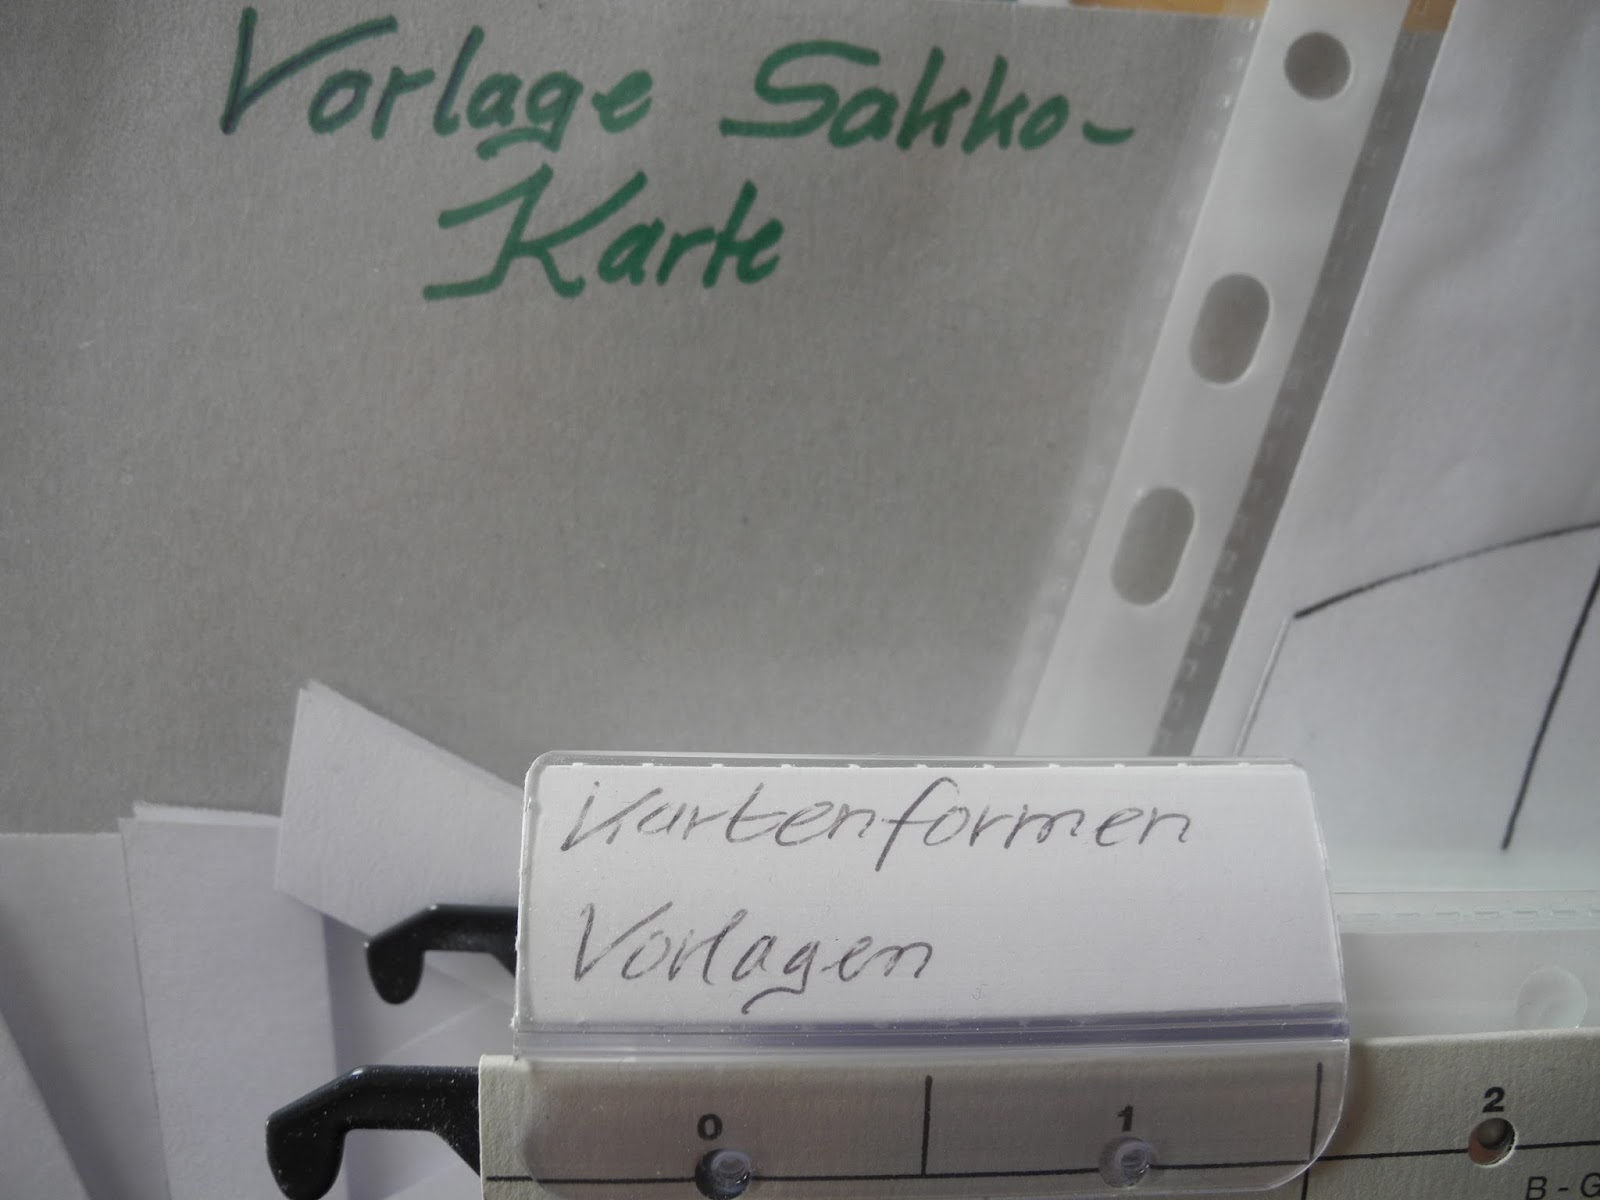 Vorlage Sakko-
Karte
Kartenformen
Vorlagen
0 1 2
B - G